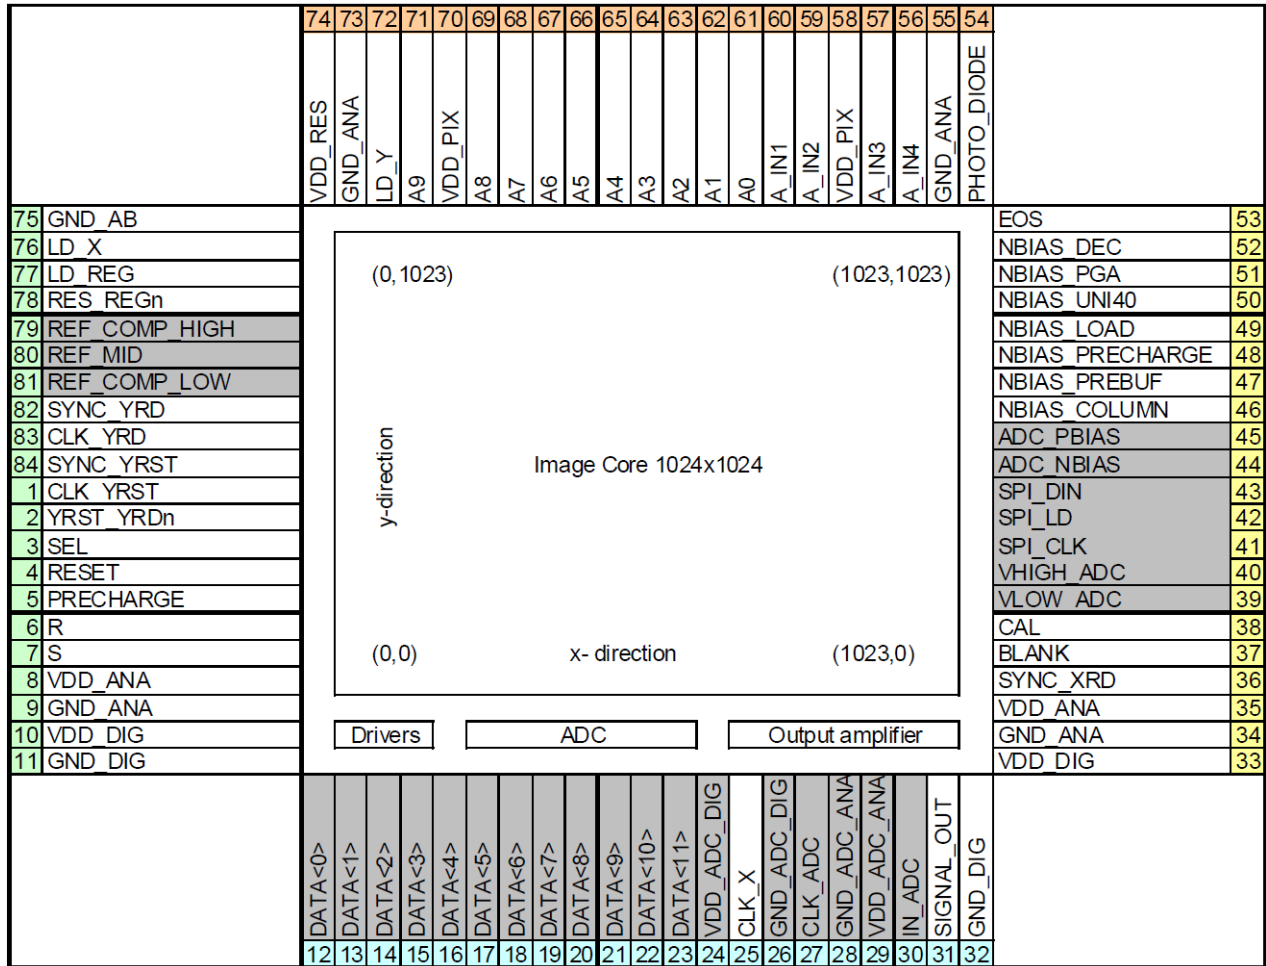 74 73 72 71 70 69 68 67 66 65 64 63 62 61 60 59 58 57 56 55 54
VDD_RES
GND_ANA
LD_Y
A9
VDD_PIX
A8
A7
A6
A5
A4
A3
A2
A1
A0
A_IN1
A_IN2
VDD_PIX
A_IN3
A_IN4
GND_ANA
PHOTO_DIODE
75 GND_AB
76 LD_X
77 LD_REG
78 RES_REGn
79 REF_COMP_HIGH
80 REF_MID
81 REF_COMP_LOW
82 SYNC_YRD
83 CLK_YRD
84 SYNC_YRST
1 CLK_YRST
2 YRST_YRDn
3 SEL
4 RESET
5 PRECHARGE
6 R
7 S
8 VDD_ANA
9 GND_ANA
10 VDD_DIG
11 GND_DIG
(0,1023) (1023,1023)
y-direction
Image Core 1024x1024
(0,0) x- direction (1023,0)
Drivers ADC Output amplifier
EOS 53
NBIAS_DEC 52
NBIAS_PGA 51
NBIAS_UNI40 50
NBIAS_LOAD 49
NBIAS_PRECHARGE 48
NBIAS_PREBUF 47
NBIAS_COLUMN 46
ADC_PBIAS 45
ADC_NBIAS 44
SPI_DIN 43
SPI_LD 42
SPI_CLK 41
VHIGH_ADC 40
VLOW_ADC 39
CAL 38
BLANK 37
SYNC_XRD 36
VDD_ANA 35
GND_ANA 34
VDD_DIG 33
DATA<0>
DATA<1>
DATA<2>
DATA<3>
DATA<4>
DATA<5>
DATA<6>
DATA<7>
DATA<8>
DATA<9>
DATA<10>
DATA<11>
VDD_ADC_DIG
CLK_X
GND_ADC_DIG
CLK_ADC
GND_ADC_ANA
VDD_ADC_ANA
IN_ADC
SIGNAL_OUT
GND_DIG
12 13 14 15 16 17 18 19 20 21 22 23 24 25 26 27 28 29 30 31 32